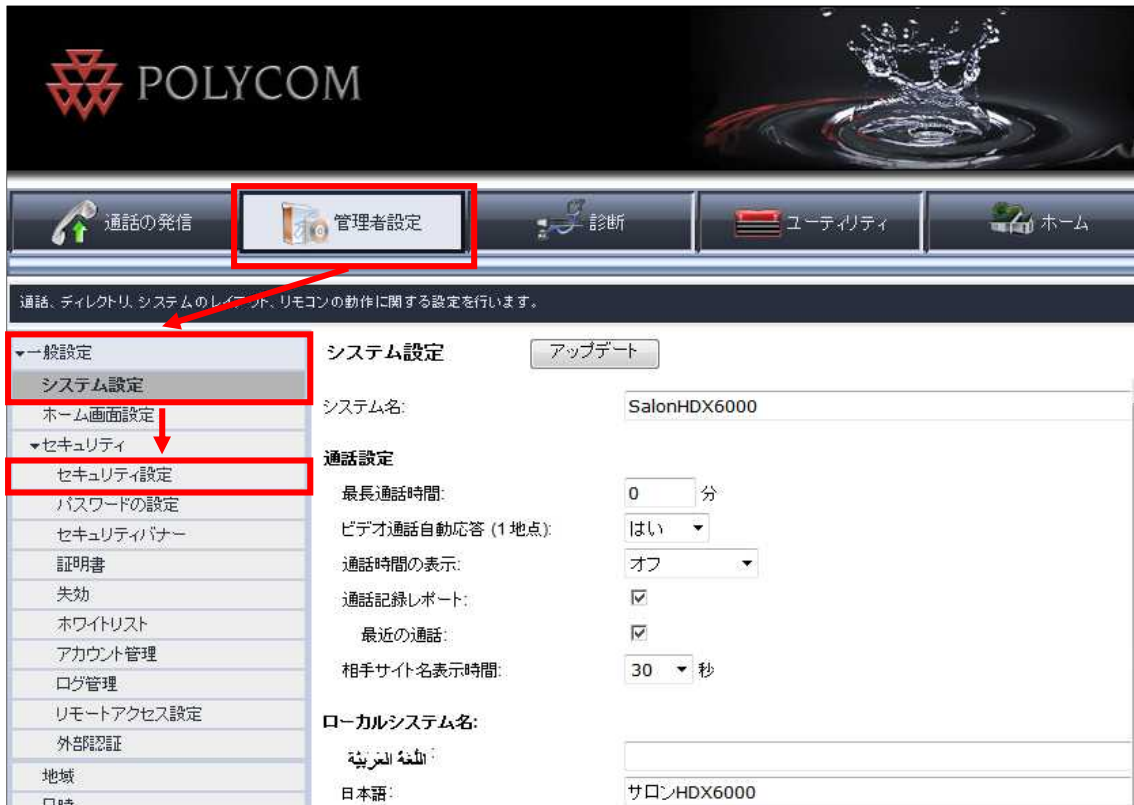 POLYCOM
通話の発信
管理者設定
診断
ユーティリティ
ホーム
通話、ディレクトリ、システムのレイアウト、リモコンの動作に関する設定を行います。
▾一般設定
システム設定
ホーム画面設定
▾セキュリティ
セキュリティ設定
パスワードの設定
セキュリティバナー
証明書
失効
ホワイトリスト
アカウント管理
ログ管理
リモートアクセス設定
外部認証
地域
日時
システム設定
アップデート
システム名: SalonHDX6000
通話設定
最長通話時間: 0 分
ビデオ通話自動応答 (1地点): はい
通話時間の表示: オフ
通話記録レポート:
最近の通話:
相手サイト名表示時間: 30 秒
ローカルシステム名:
اللُّغَةُ العَرَبِيَّة:
日本語: サロンHDX6000